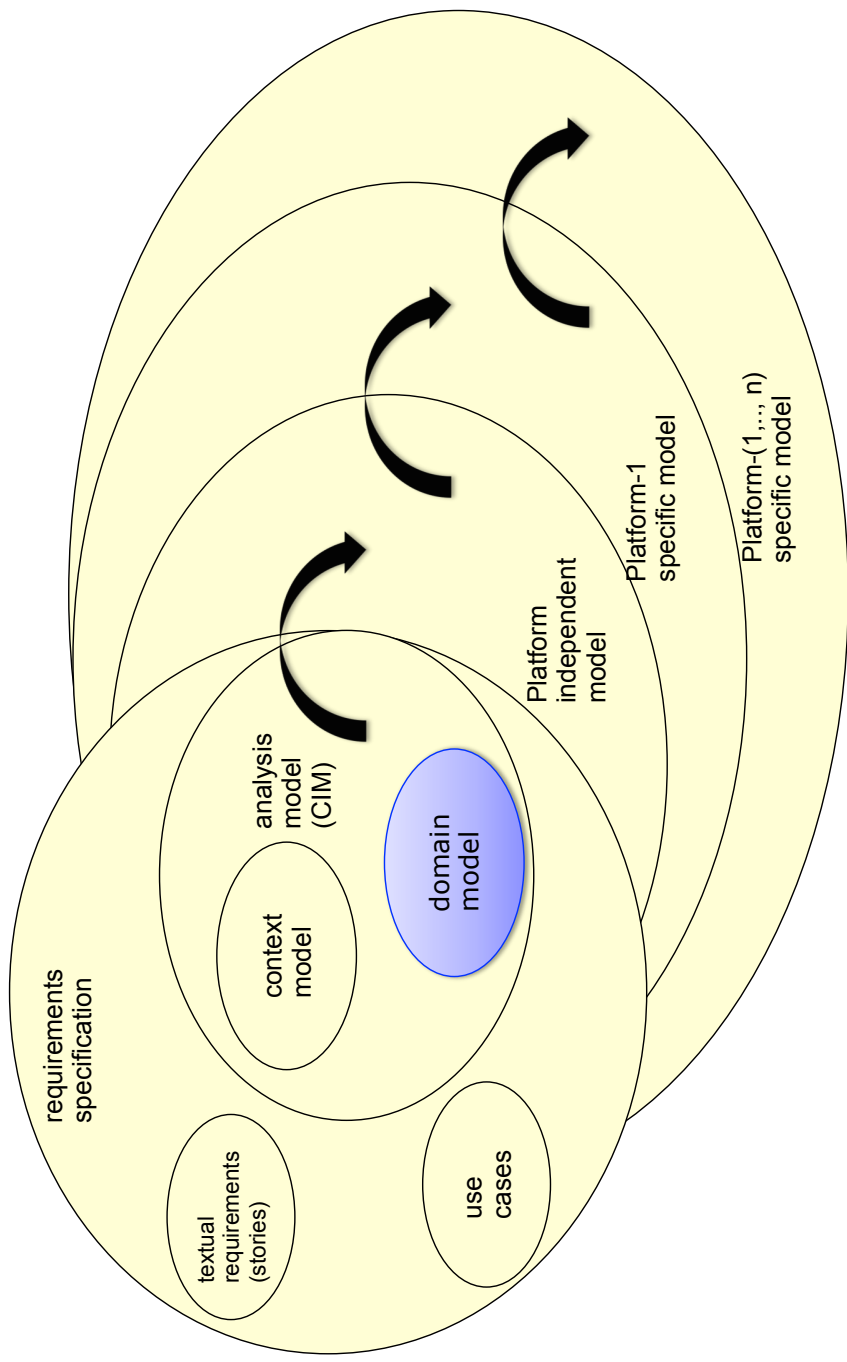 requirements
specification
textual
requirements
(stories)
use
cases
context
model
analysis
model
(CIM)
domain
model
Platform
independent
model
Platform-1
specific model
Platform-(1,.., n)
specific model